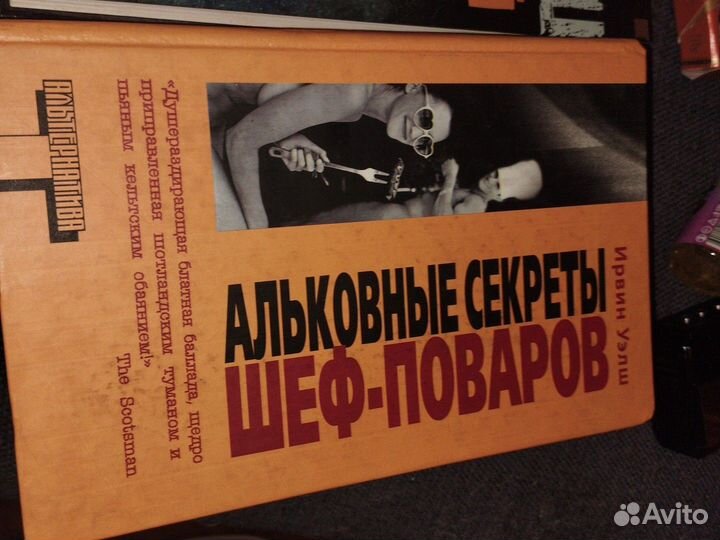 АЛЬТЕРНАТИВА
Ирвин Уэлш
АЛЬКОВНЫЕ СЕКРЕТЫ
ШЕФ-ПОВАРОВ
«Душераздирающая блатная баллада, щедро
приправленная шотландским туманом и
пьяным кельтским обаянием!»
The Scotsman
Avito